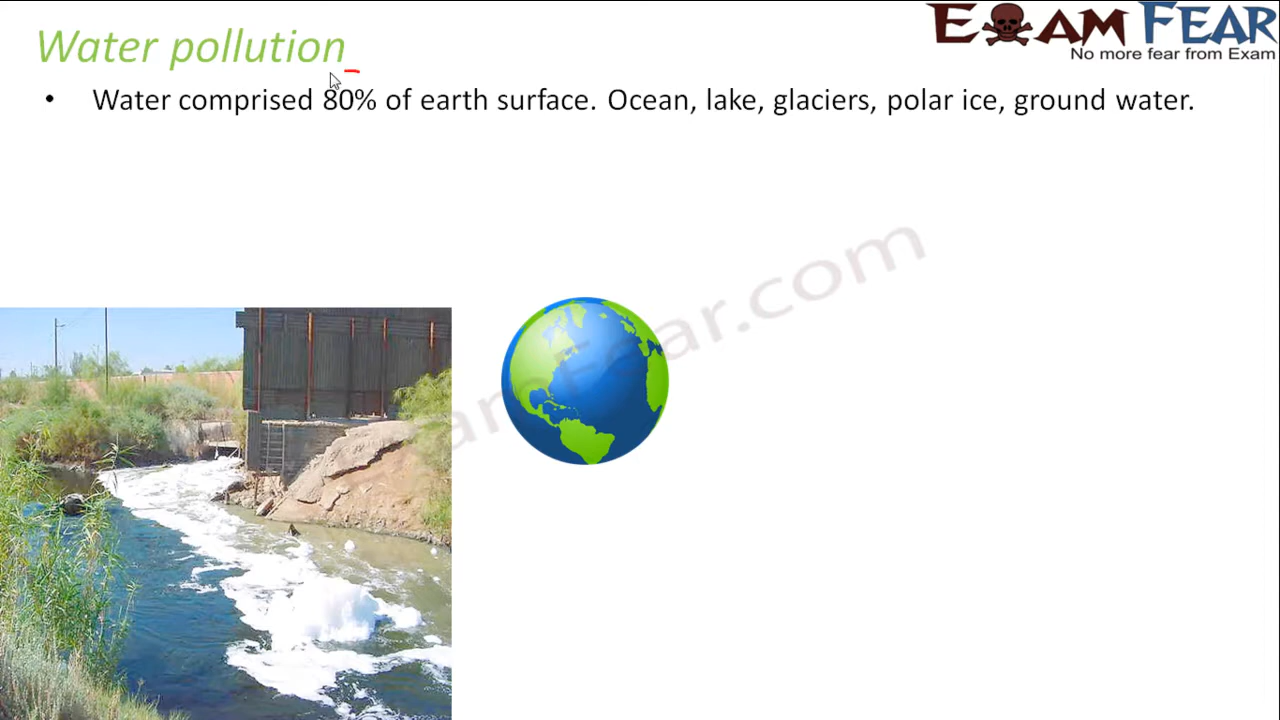 Water pollution
EXAM FEAR
No more fear from Exam
• Water comprised 80% of earth surface. Ocean, lake, glaciers, polar ice, ground water.
amFear.com